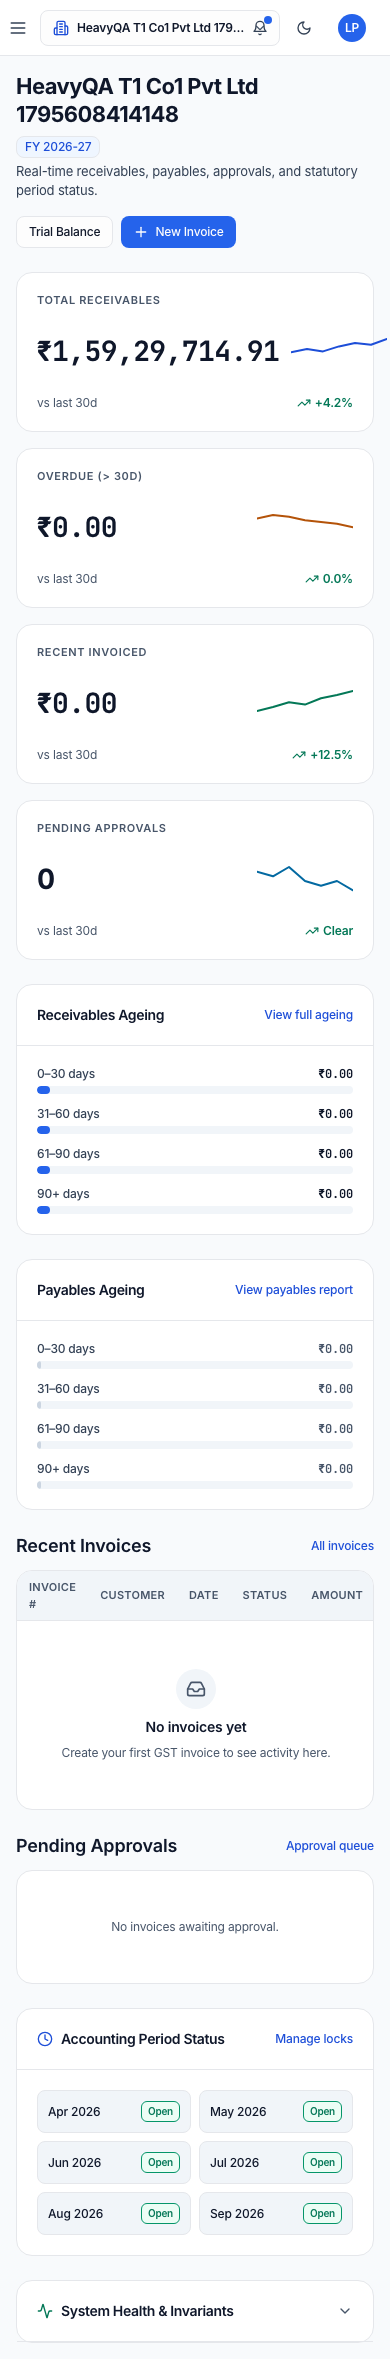 HeavyQA T1 Co1 Pvt Ltd 179...
LP
HeavyQA T1 Co1 Pvt Ltd
1795608414148
FY 2026-27
Real-time receivables, payables, approvals, and statutory
period status.
Trial Balance
New Invoice
TOTAL RECEIVABLES
₹1,59,29,714.91
vs last 30d
+4.2%
OVERDUE (> 30D)
₹0.00
vs last 30d
0.0%
RECENT INVOICED
₹0.00
vs last 30d
+12.5%
PENDING APPROVALS
0
vs last 30d
Clear
Receivables Ageing
View full ageing
0–30 days ₹0.00
31–60 days ₹0.00
61–90 days ₹0.00
90+ days ₹0.00
Payables Ageing
View payables report
0–30 days ₹0.00
31–60 days ₹0.00
61–90 days ₹0.00
90+ days ₹0.00
Recent Invoices
All invoices
INVOICE # CUSTOMER DATE STATUS AMOUNT
No invoices yet
Create your first GST invoice to see activity here.
Pending Approvals
Approval queue
No invoices awaiting approval.
Accounting Period Status
Manage locks
Apr 2026 Open May 2026 Open
Jun 2026 Open Jul 2026 Open
Aug 2026 Open Sep 2026 Open
System Health & Invariants